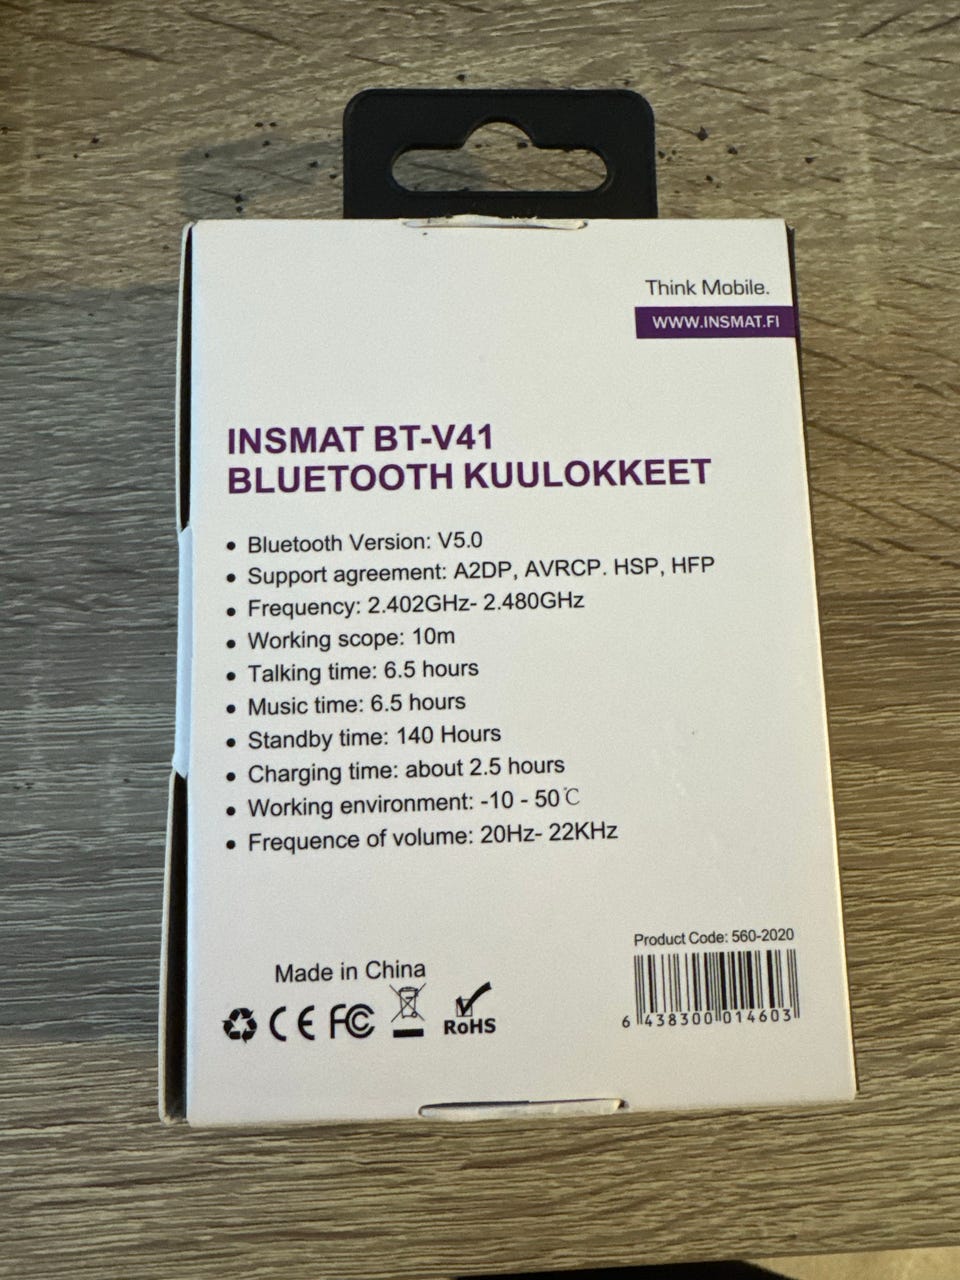 Think Mobile.
WWW.INSMAT.FI
INSMAT BT-V41
BLUETOOTH KUULOKKEET
• Bluetooth Version: V5.0
• Support agreement: A2DP, AVRCP. HSP, HFP
• Frequency: 2.402GHz- 2.480GHz
• Working scope: 10m
• Talking time: 6.5 hours
• Music time: 6.5 hours
• Standby time: 140 Hours
• Charging time: about 2.5 hours
• Working environment: -10 - 50℃
• Frequence of volume: 20Hz- 22KHz
Product Code: 560-2020
Made in China
CE FC RoHS
6 438300 014603